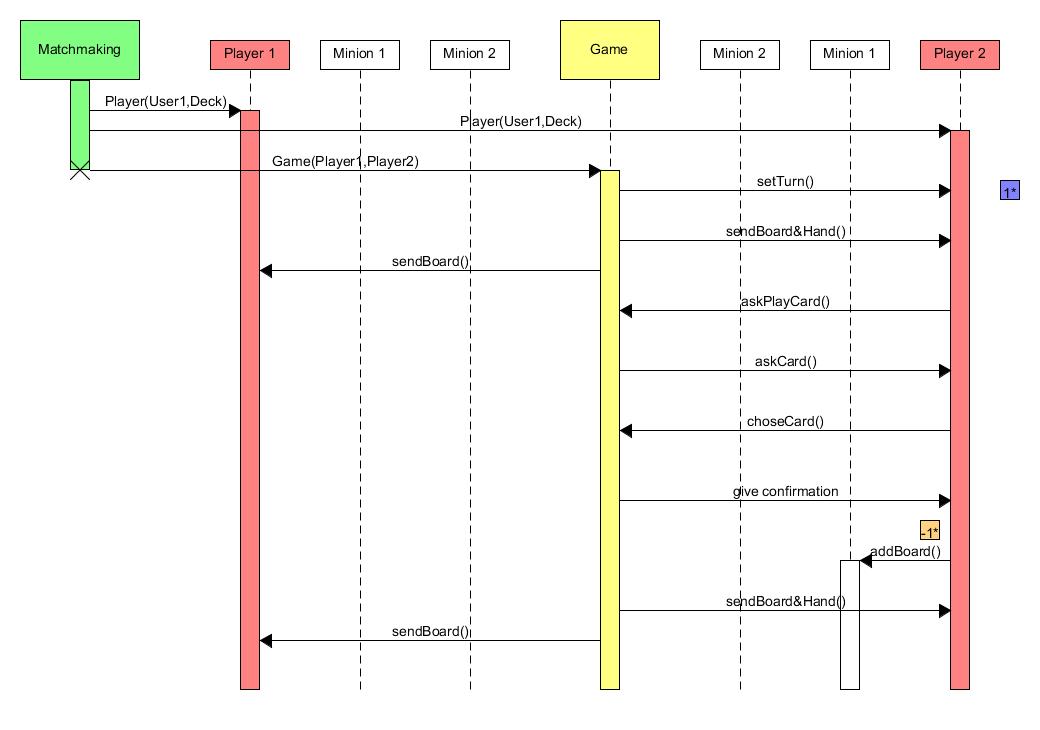 Matchmaking
Player 1
Minion 1
Minion 2
Game
Minion 2
Minion 1
Player 2
Player(User1,Deck)
Player(User1,Deck)
Game(Player1,Player2)
setTurn()
1*
sendBoard&Hand()
sendBoard()
askPlayCard()
askCard()
choseCard()
give confirmation
-1*
addBoard()
sendBoard&Hand()
sendBoard()